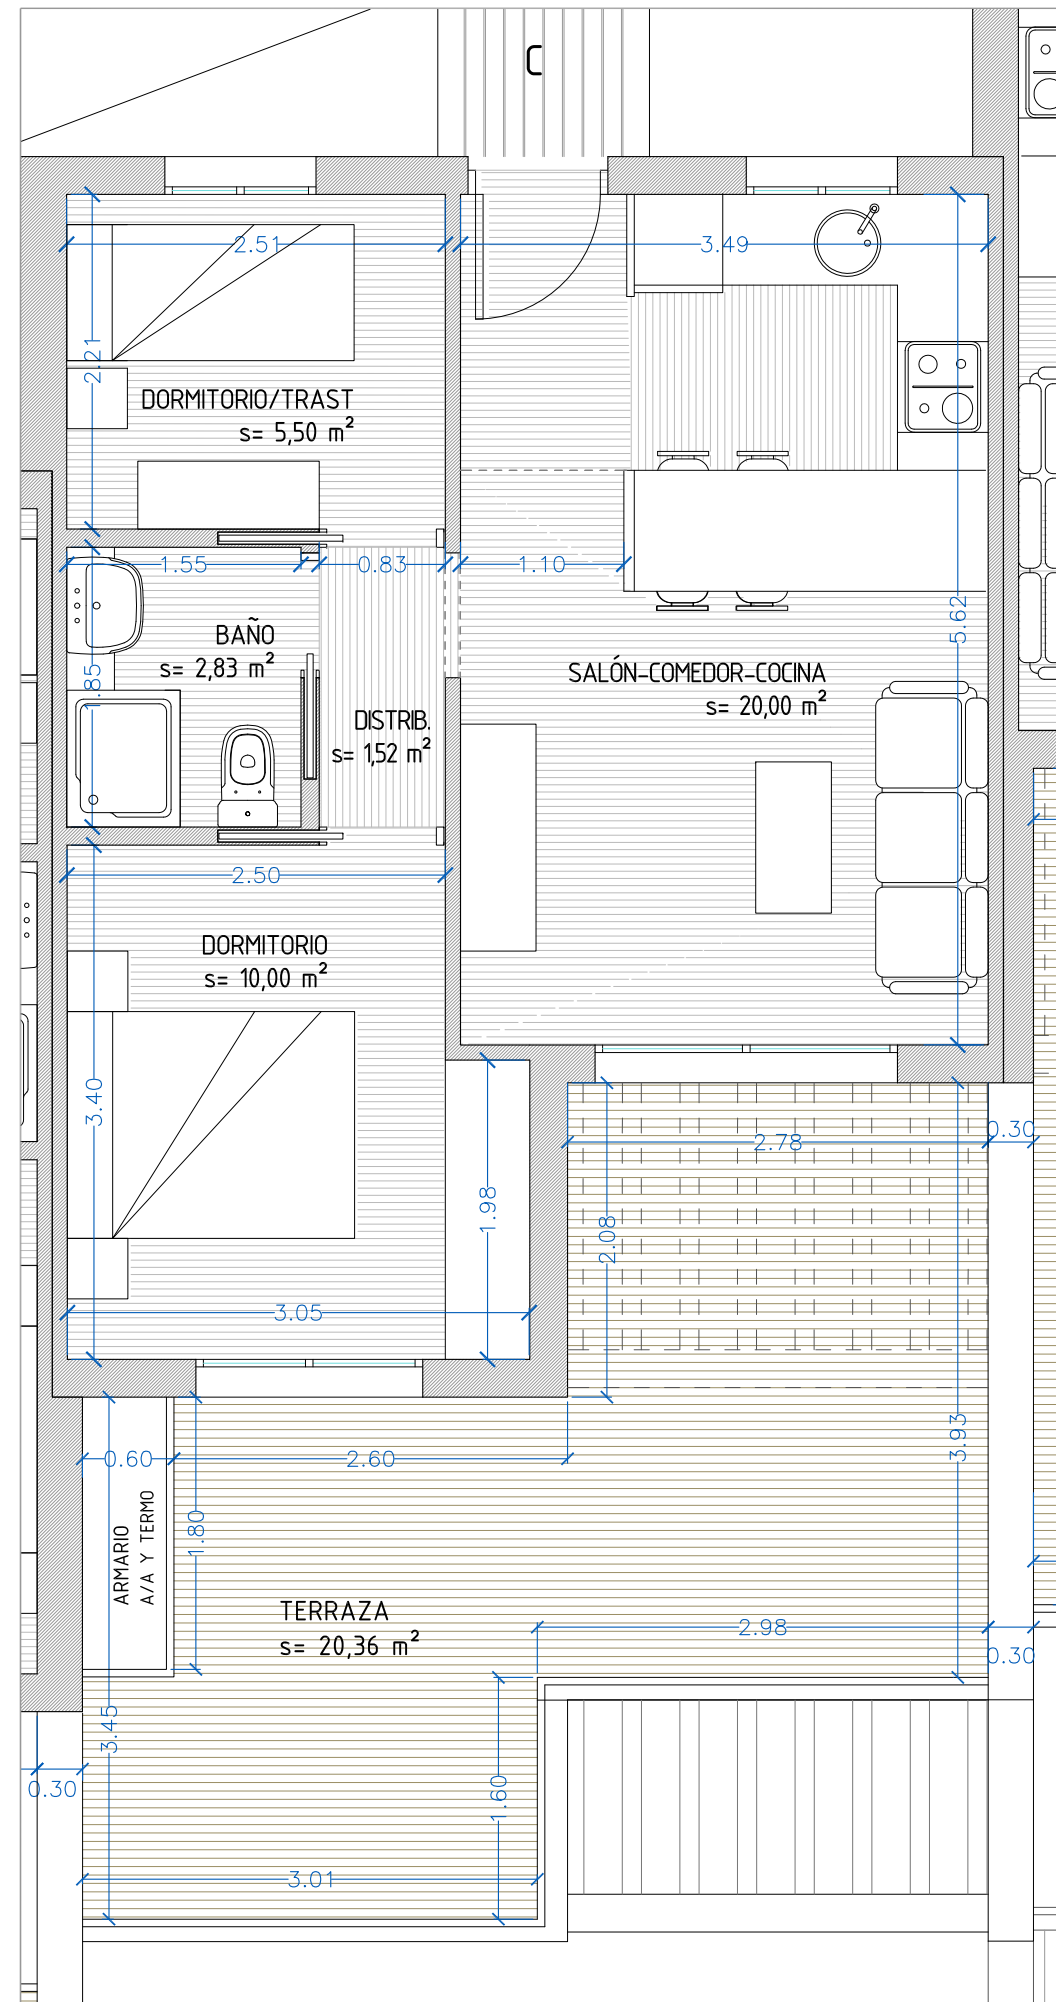 C
2.51
3.49
2.21
DORMITORIO/TRAST
s= 5,50 m²
1.55
0.83
1.10
5.62
BAÑO
s= 2,83 m²
1.85
SALÓN-COMEDOR-COCINA
s= 20,00 m²
DISTRIB.
s= 1,52 m²
2.50
DORMITORIO
s= 10,00 m²
3.40
0.30
2.78
1.98
2.08
3.05
3.93
0.60
2.60
1.80
ARMARIO
A/A Y TERMO
TERRAZA
s= 20,36 m²
2.98
0.30
3.45
0.30
1.60
3.01